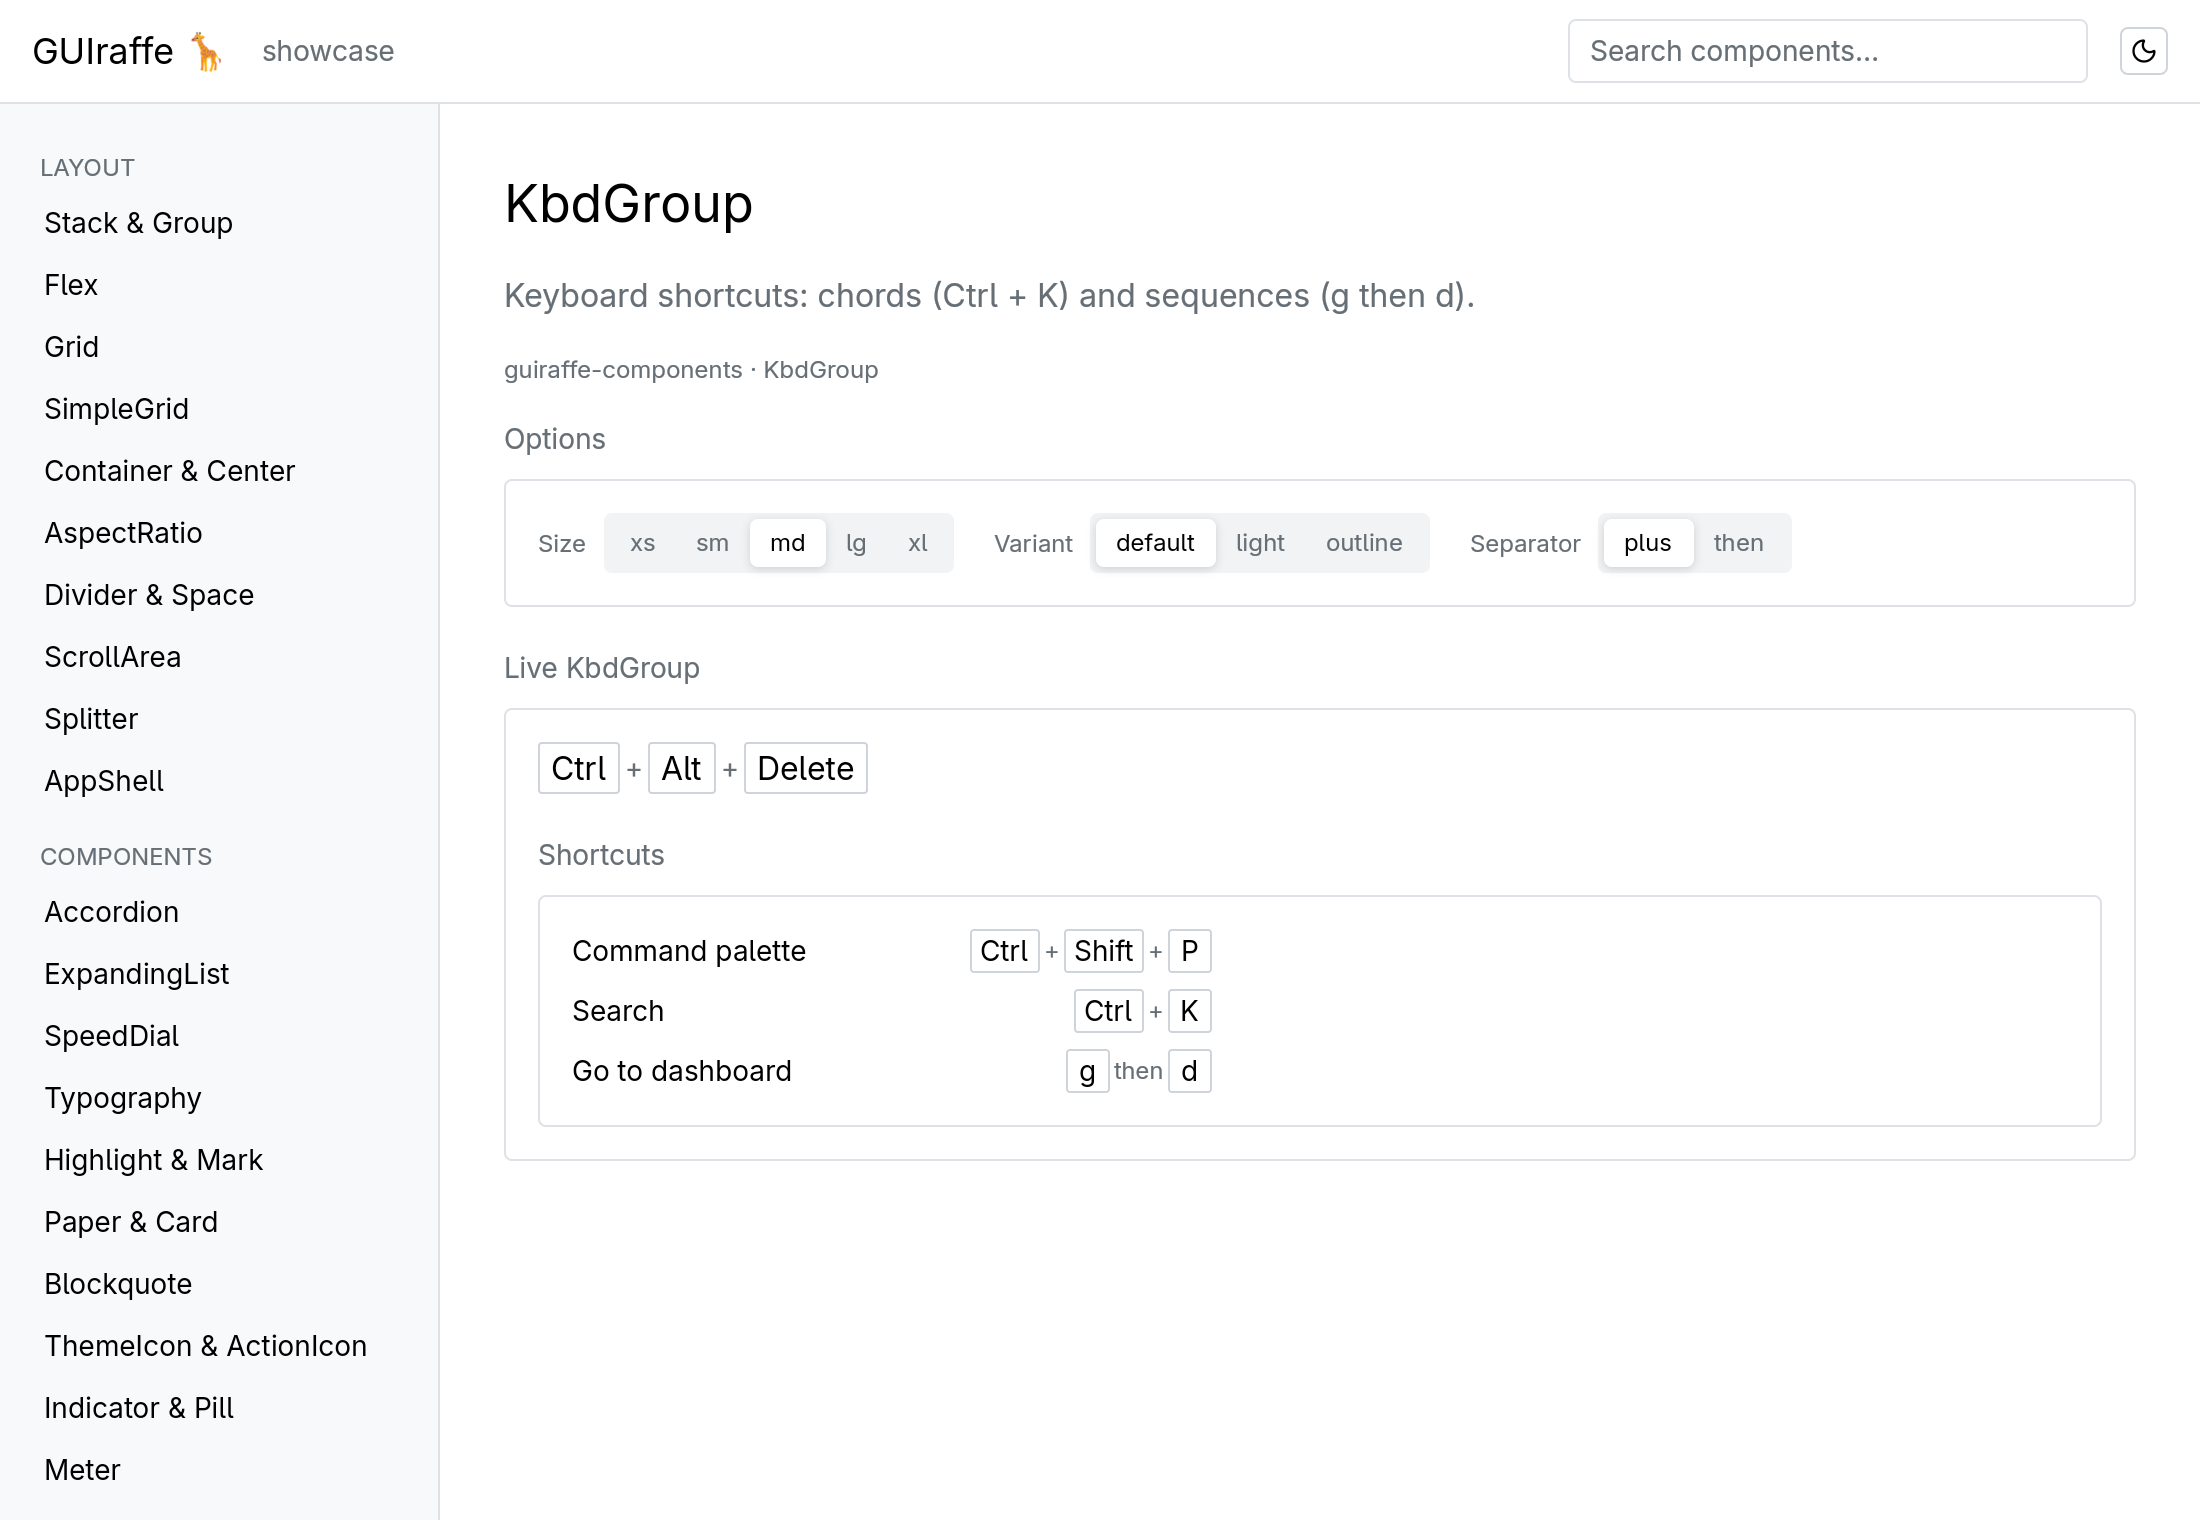 GUIraffe 🦒 showcase Search components...
LAYOUT
Stack & Group
Flex
Grid
SimpleGrid
Container & Center
AspectRatio
Divider & Space
ScrollArea
Splitter
AppShell
COMPONENTS
Accordion
ExpandingList
SpeedDial
Typography
Highlight & Mark
Paper & Card
Blockquote
ThemeIcon & ActionIcon
Indicator & Pill
Meter
KbdGroup
Keyboard shortcuts: chords (Ctrl + K) and sequences (g then d).
guiraffe-components · KbdGroup
Options
Size xs sm md lg xl Variant default light outline Separator plus then
Live KbdGroup
Ctrl + Alt + Delete
Shortcuts
Command palette Ctrl + Shift + P
Search Ctrl + K
Go to dashboard g then d